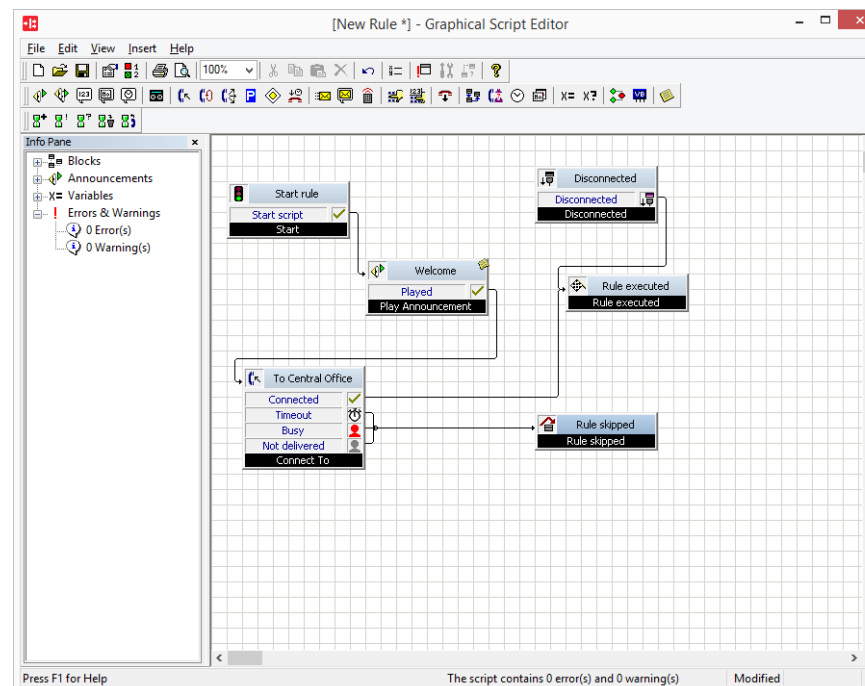 [New Rule *] - Graphical Script Editor
File Edit View Insert Help
100%
Info Pane
Blocks
Announcements
X= Variables
Errors & Warnings
0 Error(s)
0 Warning(s)
Start rule
Start script
Start
Welcome
Played
Play Announcement
To Central Office
Connected
Timeout
Busy
Not delivered
Connect To
Disconnected
Disconnected
Disconnected
Rule executed
Rule executed
Rule skipped
Rule skipped
Press F1 for Help
The script contains 0 error(s) and 0 warning(s)
Modified